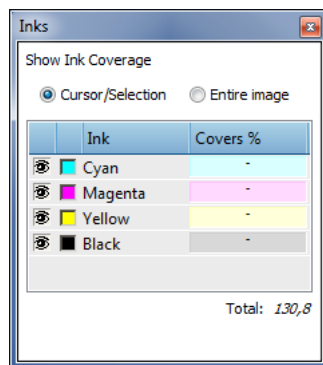 Inks
Show Ink Coverage
Cursor/Selection Entire image
Ink Covers %
Cyan -
Magenta -
Yellow -
Black -
Total: 130,8